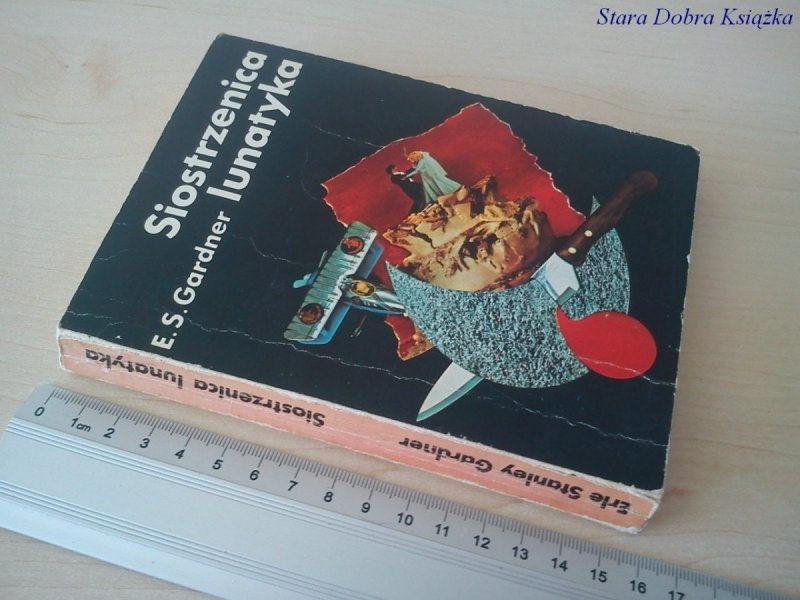 Stara Dobra Książka
Siostrzenica
lunatyka
E.S.Gardner
Erle Stanley Gardner Siostrzenica lunatyka
0 1cm 2 3 4 5 6 7 8 9 10 11 12 13 14 15 16 17